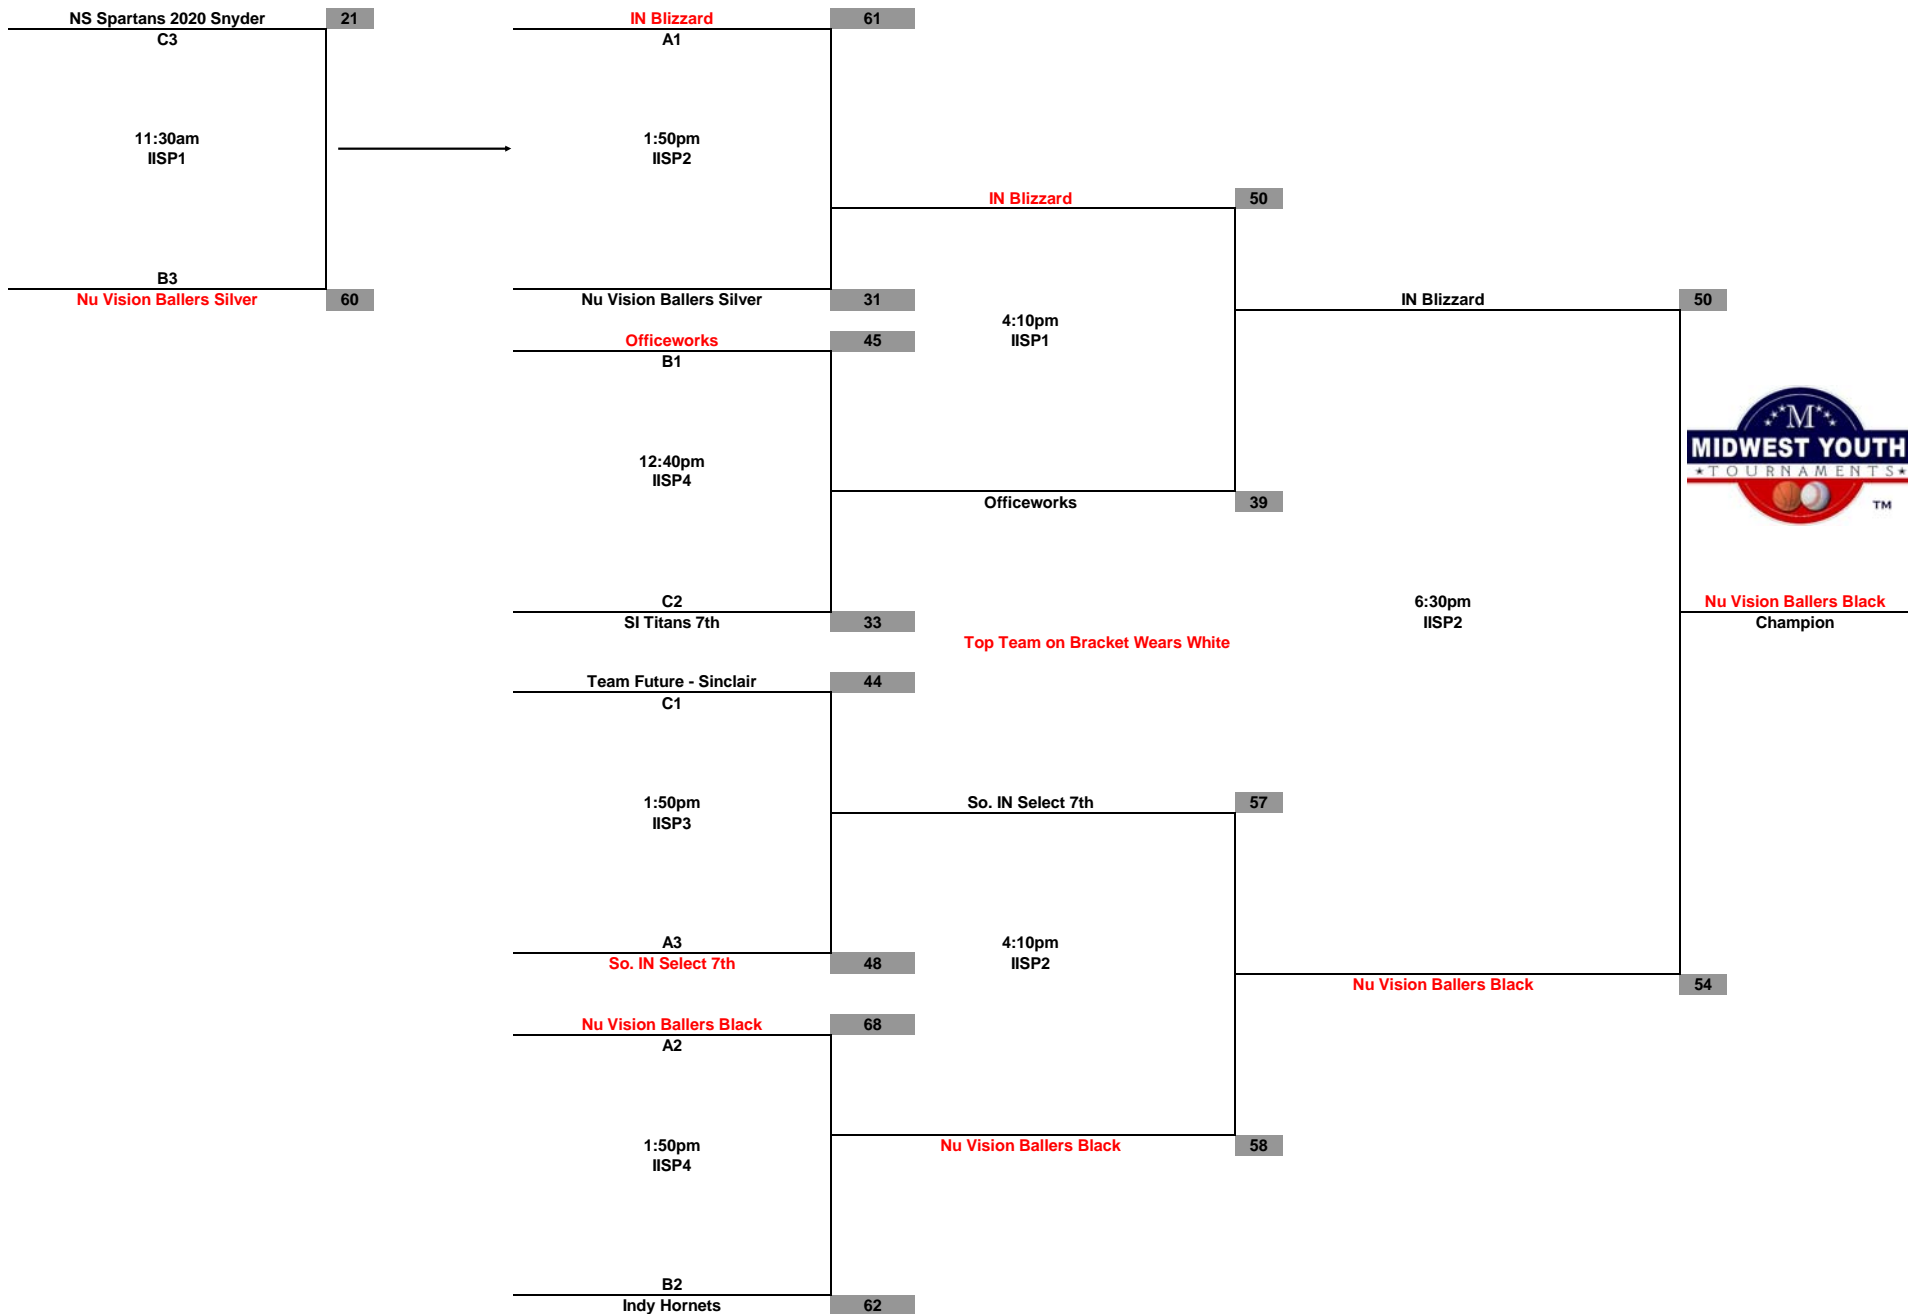 NS Spartans 2020 Snyder 21
C3
11:30am
IISP1
B3
Nu Vision Ballers Silver 60
IN Blizzard 61
A1
1:50pm
IISP2
Nu Vision Ballers Silver 31
Officeworks 45
B1
12:40pm
IISP4
C2
SI Titans 7th 33
Team Future - Sinclair 44
C1
1:50pm
IISP3
A3
So. IN Select 7th 48
Nu Vision Ballers Black 68
A2
1:50pm
IISP4
B2
Indy Hornets 62
IN Blizzard 50
4:10pm
IISP1
Officeworks 39
Top Team on Bracket Wears White
So. IN Select 7th 57
4:10pm
IISP2
Nu Vision Ballers Black 58
IN Blizzard 50
6:30pm
IISP2
Nu Vision Ballers Black 54
M
MIDWEST YOUTH
TOURNAMENTS
TM
Nu Vision Ballers Black
Champion